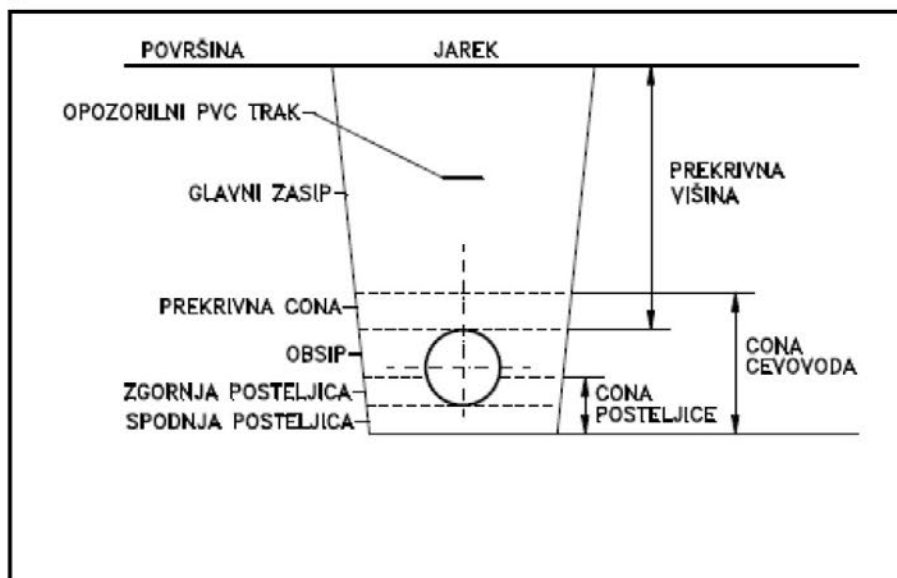 POVRŠINA
JAREK
OPOZORILNI PVC TRAK
GLAVNI ZASIP
PREKRIVNA
VIŠINA
PREKRIVNA CONA
OBSIP
CONA
CEVOVODA
ZGORNJA POSTELJICA
SPODNJA POSTELJICA
CONA
POSTELJICE